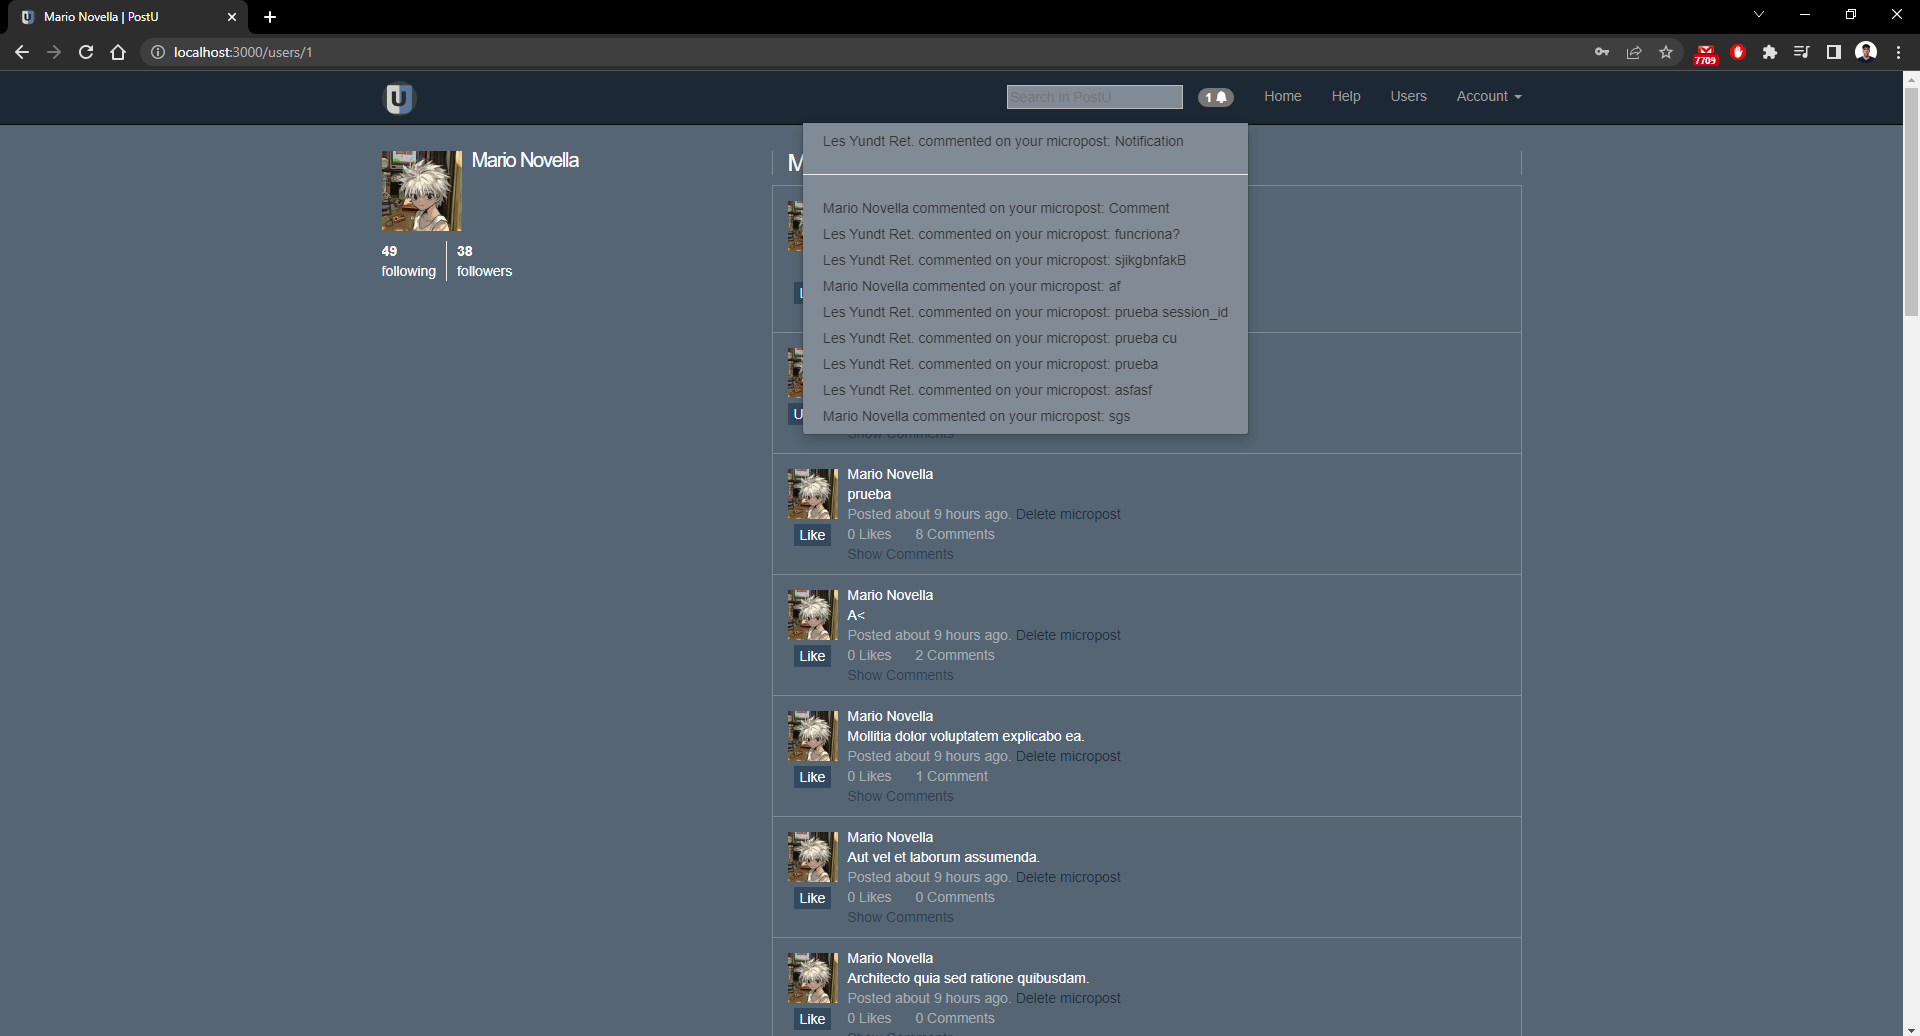 Mario Novella | PostU
localhost:3000/users/1
7709
U
Search in PostU
1
Home
Help
Users
Account
Les Yundt Ret. commented on your micropost: Notification
Mario Novella commented on your micropost: Comment
Les Yundt Ret. commented on your micropost: funcriona?
Les Yundt Ret. commented on your micropost: sjikgbnfakB
Mario Novella commented on your micropost: af
Les Yundt Ret. commented on your micropost: prueba session_id
Les Yundt Ret. commented on your micropost: prueba cu
Les Yundt Ret. commented on your micropost: prueba
Les Yundt Ret. commented on your micropost: asfasf
Mario Novella commented on your micropost: sgs
Mario Novella
49
following
38
followers
M
U
Show Comments
Mario Novella
prueba
Posted about 9 hours ago. Delete micropost
Like
0 Likes 8 Comments
Show Comments
Mario Novella
A<
Posted about 9 hours ago. Delete micropost
Like
0 Likes 2 Comments
Show Comments
Mario Novella
Mollitia dolor voluptatem explicabo ea.
Posted about 9 hours ago. Delete micropost
Like
0 Likes 1 Comment
Show Comments
Mario Novella
Aut vel et laborum assumenda.
Posted about 9 hours ago. Delete micropost
Like
0 Likes 0 Comments
Show Comments
Mario Novella
Architecto quia sed ratione quibusdam.
Posted about 9 hours ago. Delete micropost
Like
0 Likes 0 Comments
Show Comments